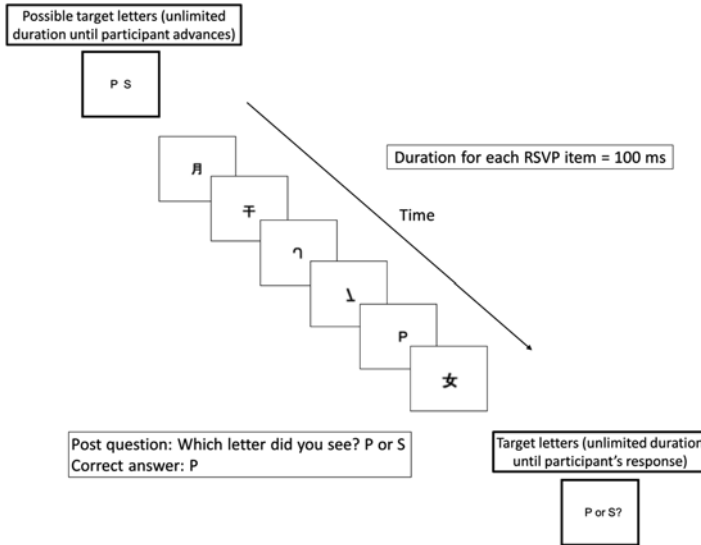 Possible target letters (unlimited
duration until participant advances)
P S
Duration for each RSVP item = 100 ms
月
干
Time
P
女
Post question: Which letter did you see? P or S
Correct answer: P
Target letters (unlimited duration
until participant's response)
P or S?